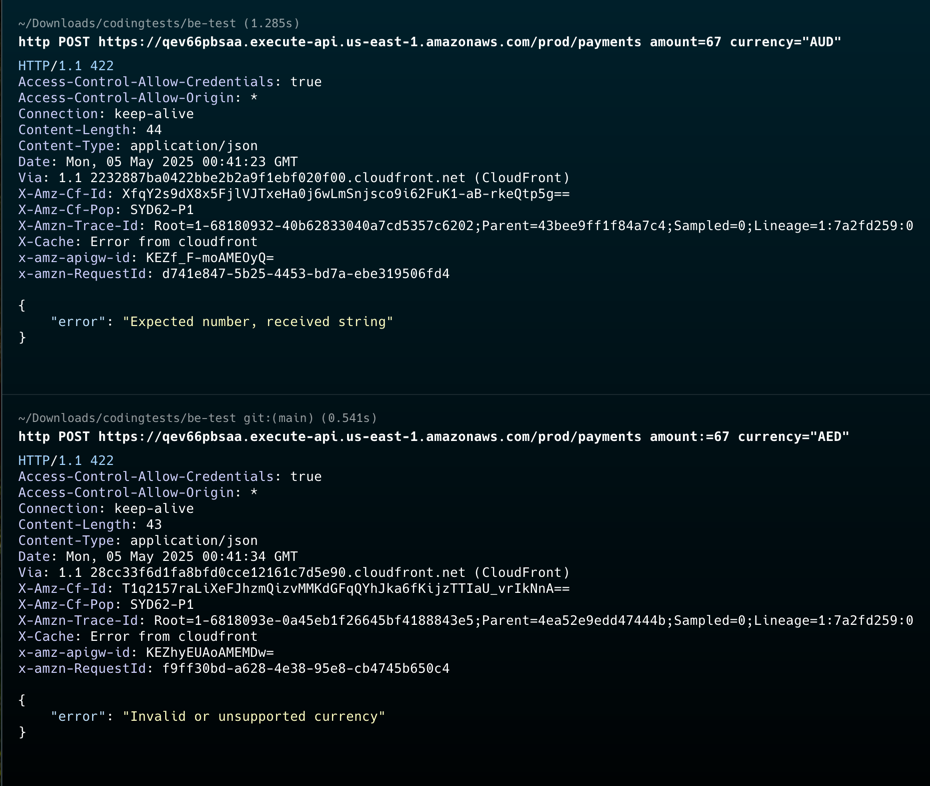 ~/Downloads/codingtests/be-test (1.285s)
http POST https://qev66pbsaa.execute-api.us-east-1.amazonaws.com/prod/payments amount=67 currency="AUD"
HTTP/1.1 422
Access-Control-Allow-Credentials: true
Access-Control-Allow-Origin: *
Connection: keep-alive
Content-Length: 44
Content-Type: application/json
Date: Mon, 05 May 2025 00:41:23 GMT
Via: 1.1 2232887ba0422bbe2b2a9f1ebf020f00.cloudfront.net (CloudFront)
X-Amz-Cf-Id: XfqY2s9dX8x5FjlVJTxeHa0j6wLmSnjsco9i62FuK1-aB-rkeQtp5g==
X-Amz-Cf-Pop: SYD62-P1
X-Amzn-Trace-Id: Root=1-68180932-40b62833040a7cd5357c6202;Parent=43bee9ff1f84a7c4;Sampled=0;Lineage=1:7a2fd259:0
X-Cache: Error from cloudfront
x-amz-apigw-id: KEZf_F-moAMEOyQ=
x-amzn-RequestId: d741e847-5b25-4453-bd7a-ebe319506fd4
{
    "error": "Expected number, received string"
}
~/Downloads/codingtests/be-test git:(main) (0.541s)
http POST https://qev66pbsaa.execute-api.us-east-1.amazonaws.com/prod/payments amount:=67 currency="AED"
HTTP/1.1 422
Access-Control-Allow-Credentials: true
Access-Control-Allow-Origin: *
Connection: keep-alive
Content-Length: 43
Content-Type: application/json
Date: Mon, 05 May 2025 00:41:34 GMT
Via: 1.1 28cc33f6d1fa8bfd0cce12161c7d5e90.cloudfront.net (CloudFront)
X-Amz-Cf-Id: T1q2157raLiXeFJhzmQizvMMKdGFqQYhJka6fKijzTTIaU_vrIkNnA==
X-Amz-Cf-Pop: SYD62-P1
X-Amzn-Trace-Id: Root=1-6818093e-0a45eb1f26645bf4188843e5;Parent=4ea52e9edd47444b;Sampled=0;Lineage=1:7a2fd259:0
X-Cache: Error from cloudfront
x-amz-apigw-id: KEZhyEUAoAMEMDw=
x-amzn-RequestId: f9ff30bd-a628-4e38-95e8-cb4745b650c4
{
    "error": "Invalid or unsupported currency"
}